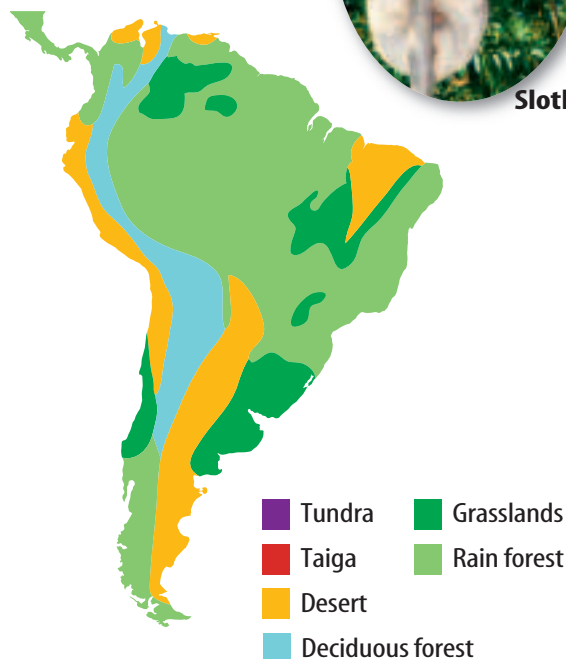 Sloth
Tundra
Taiga
Desert
Deciduous forest
Grasslands
Rain forest